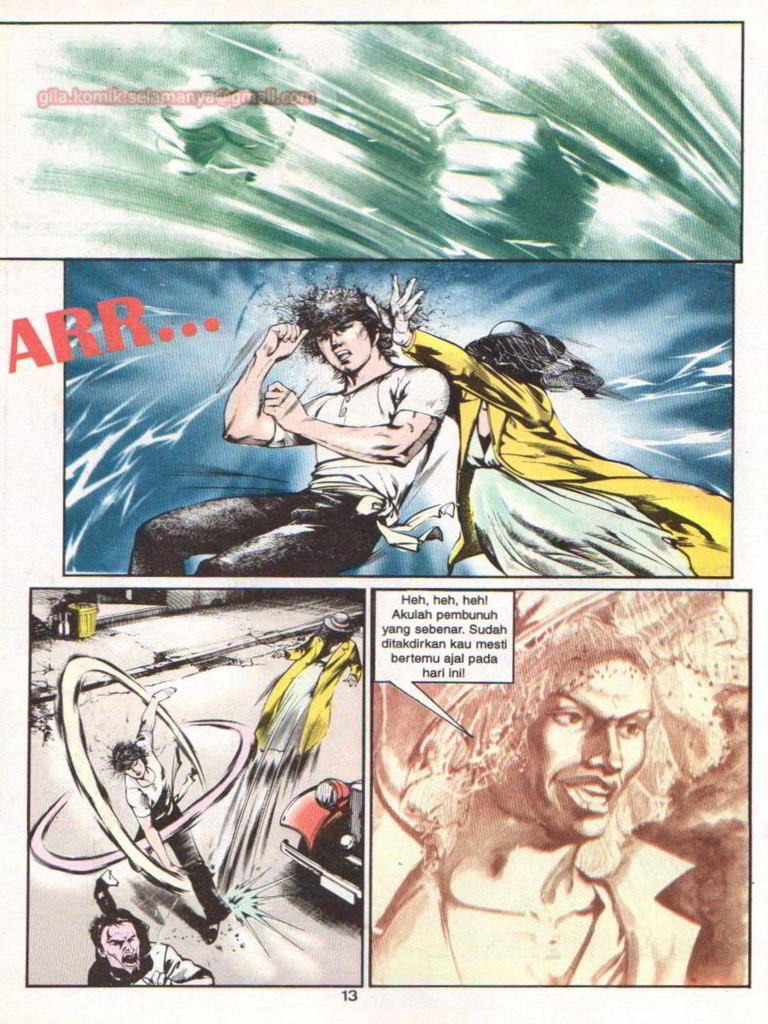 gila.komik.selamanya@gmail.com
ARR...
Heh, heh, heh!
Akulah pembunuh
yang sebenar. Sudah
ditakdirkan kau mesti
bertemu ajal pada
hari ini!
13